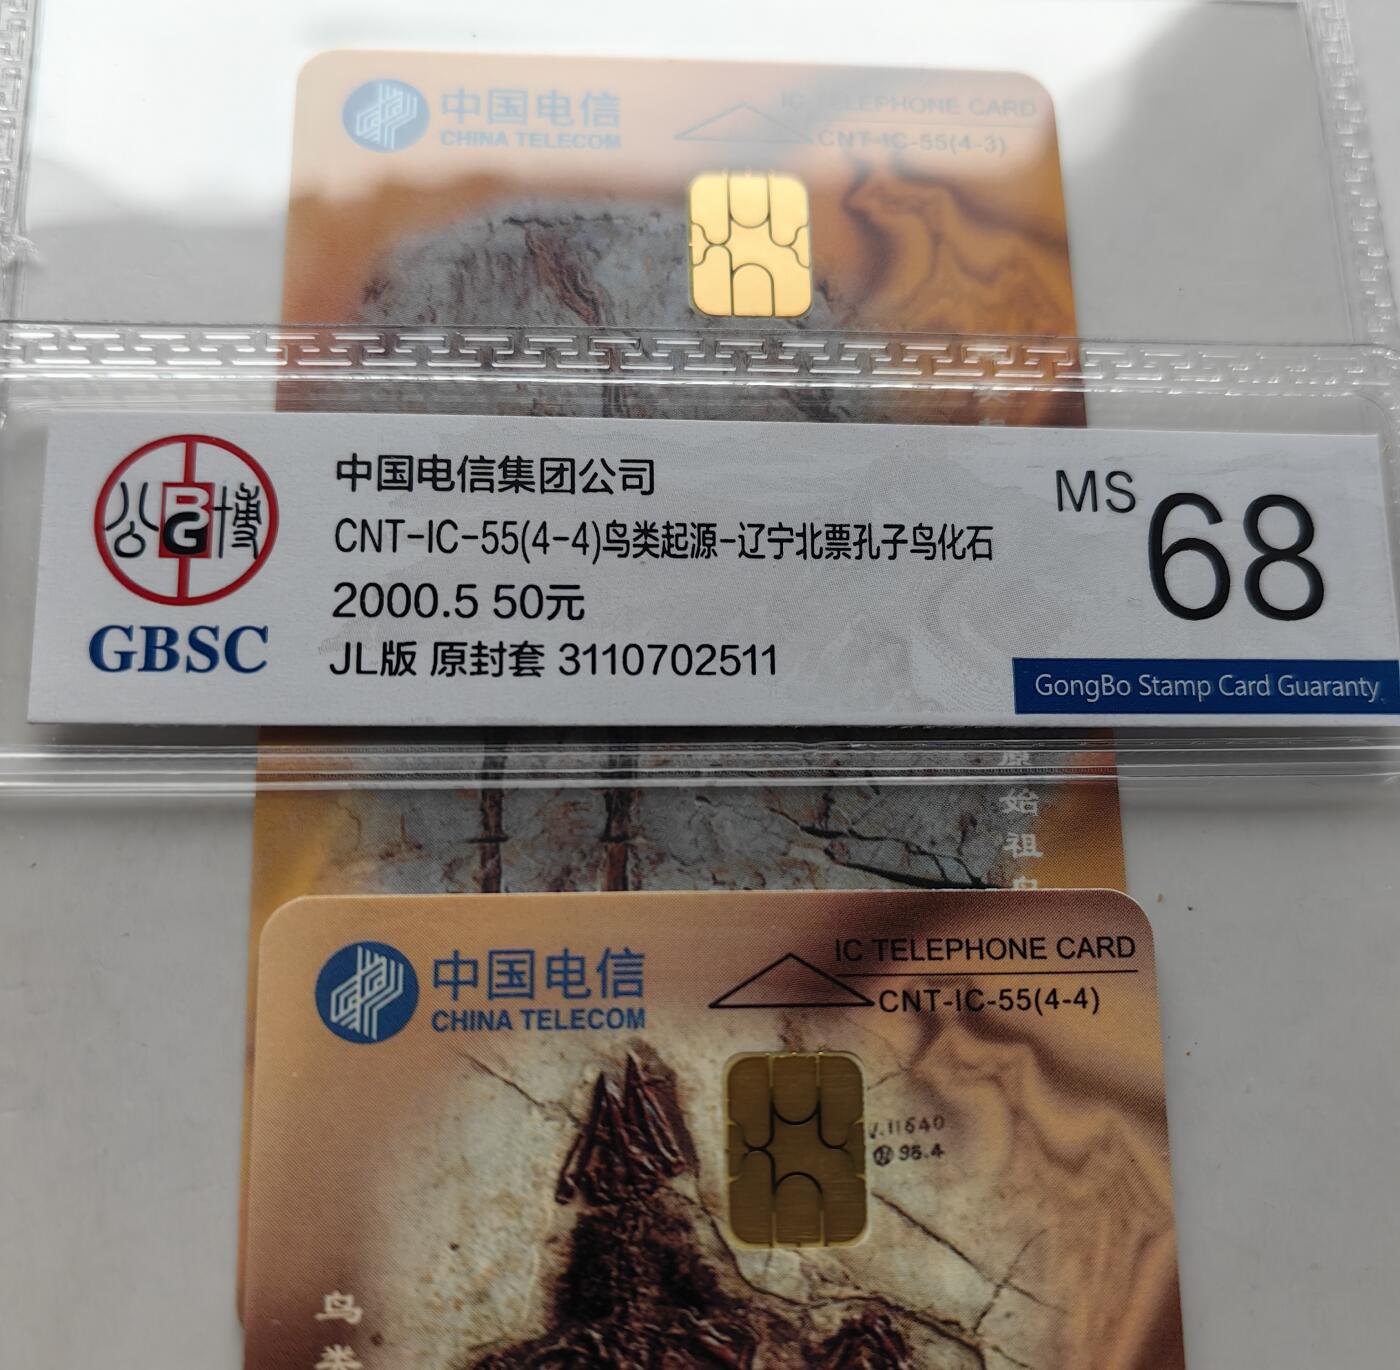 中国电信
CHINA TELECOM
IC TELEPHONE CARD
CNT-IC-55(4-3)
公博
BG
GBSC
中国电信集团公司
CNT-IC-55(4-4)鸟类起源-辽宁北票孔子鸟化石
2000.5 50元
JL版 原封套 3110702511
MS 68
GongBo Stamp Card Guaranty
原始祖鸟
中国电信
CHINA TELECOM
IC TELEPHONE CARD
CNT-IC-55(4-4)
11640
98.4
鸟类